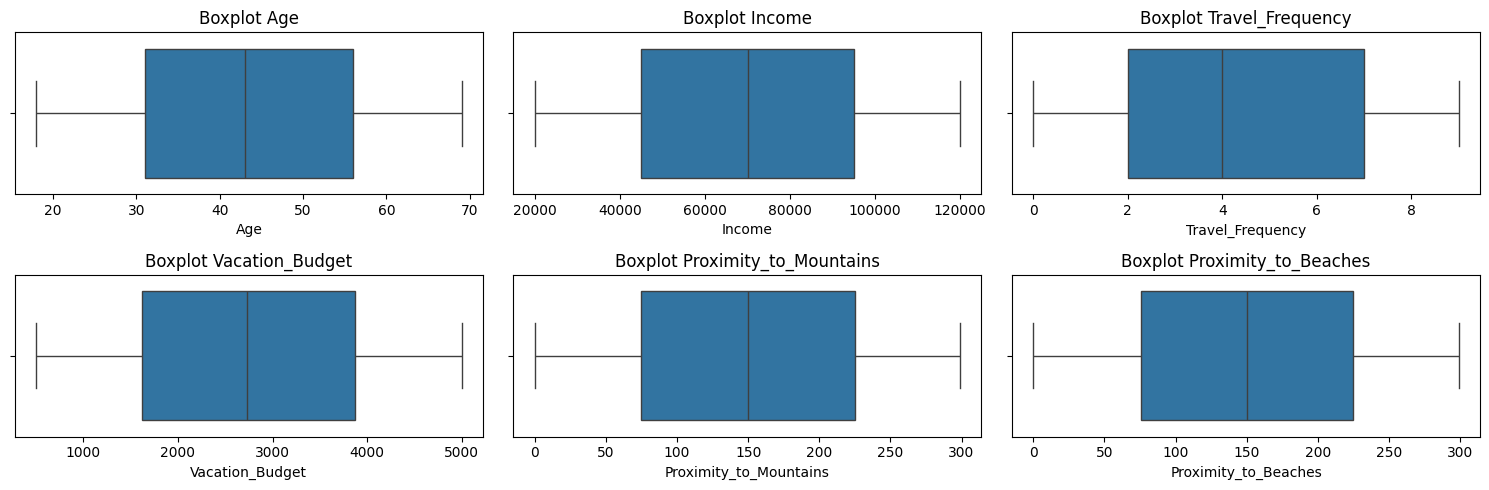 Boxplot Age
20 30 40 50 60 70
Age
Boxplot Income
20000 40000 60000 80000 100000 120000
Income
Boxplot Travel_Frequency
0 2 4 6 8
Travel_Frequency
Boxplot Vacation_Budget
1000 2000 3000 4000 5000
Vacation_Budget
Boxplot Proximity_to_Mountains
0 50 100 150 200 250 300
Proximity_to_Mountains
Boxplot Proximity_to_Beaches
0 50 100 150 200 250 300
Proximity_to_Beaches